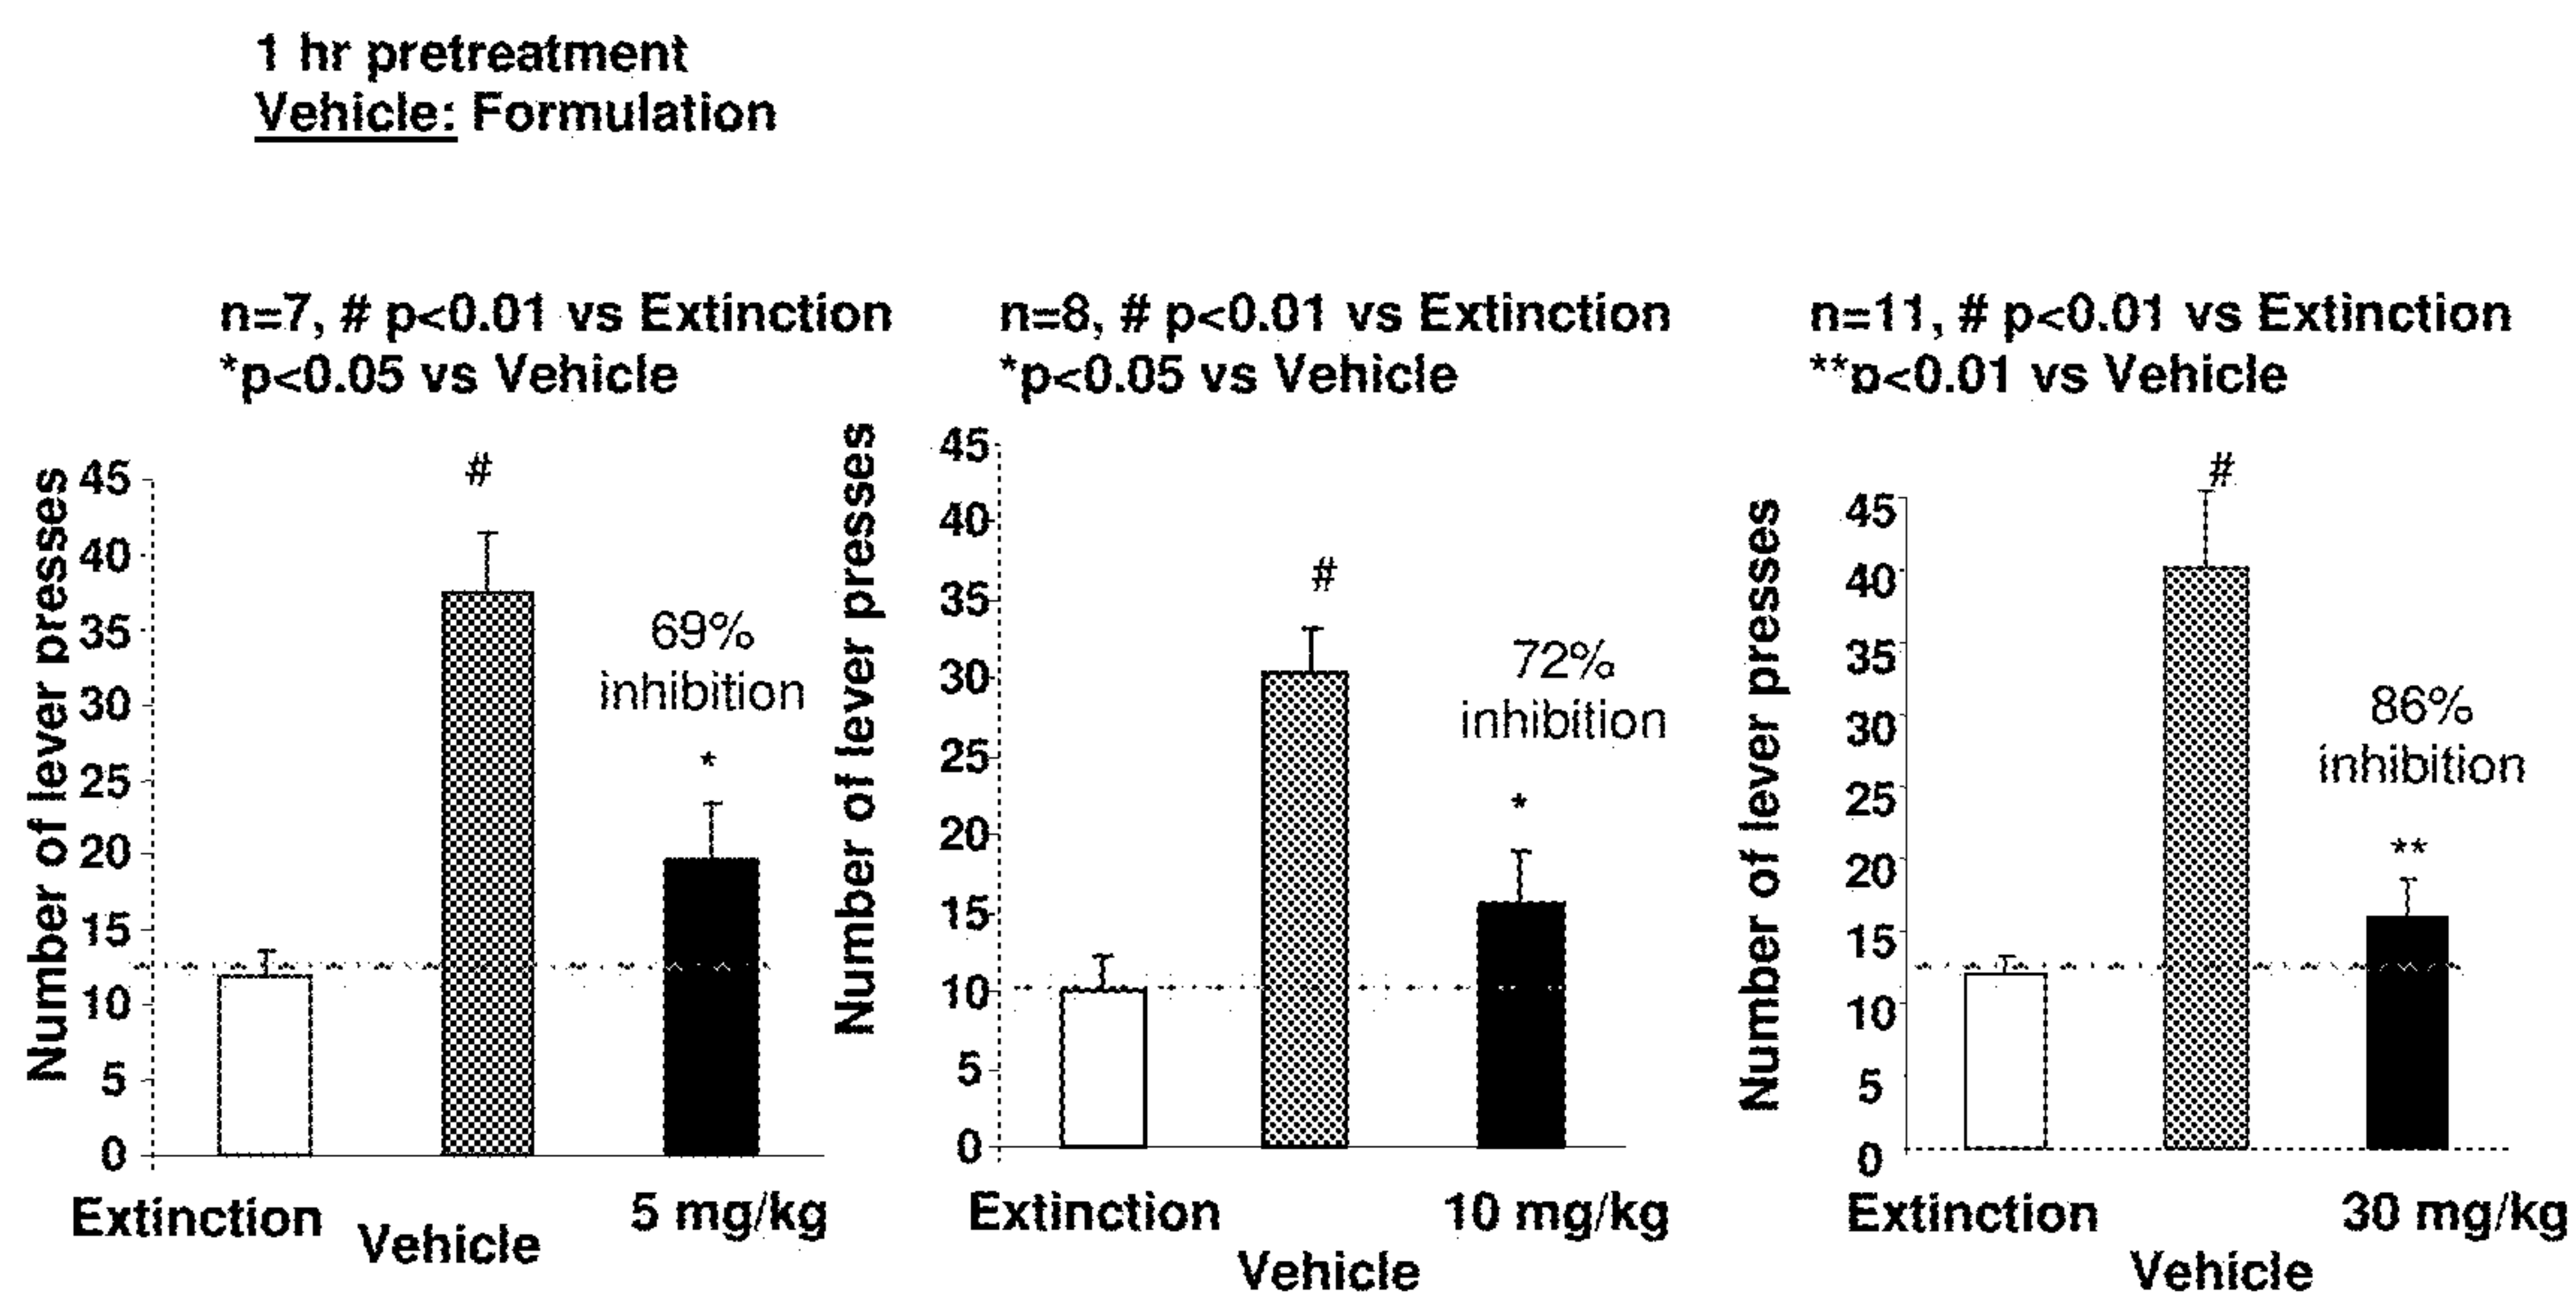 1 hr pretreatment
Vehicle: Formulation
n=7, # p<0.01 vs Extinction
*p<0.05 vs Vehicle
Number of lever presses
45
40
35
30
25
20
15
10
5
0
#
69%
inhibition
*
Extinction
Vehicle
5 mg/kg
n=8, # p<0.01 vs Extinction
*p<0.05 vs Vehicle
Number of lever presses
45
40
35
30
25
20
15
10
5
0
#
72%
inhibition
*
Extinction
Vehicle
10 mg/kg
n=11, # p<0.01 vs Extinction
**p<0.01 vs Vehicle
Number of lever presses
45
40
35
30
25
20
15
10
5
0
#
86%
inhibition
**
Extinction
Vehicle
30 mg/kg